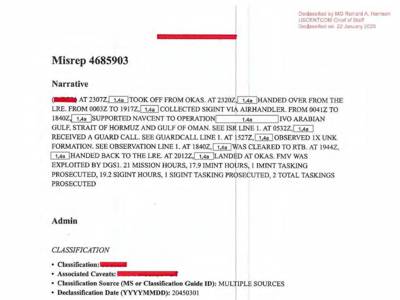 Declassified by MG Richard A. Harrison
USCENTCOM Chief of Staff
on: 22 January 2026
Misrep 4685903
Narrative
AT 2307Z, 1.4a TOOK OFF FROM OKAS. AT 2320Z, 1.4a HANDED OVER FROM THE
LRE. FROM 0003Z TO 1917Z, 1.4a COLLECTED SIGINT VIA AIRHANDLER. FROM 0041Z TO
1840Z, 1.4a SUPPORTED NAVCENT TO OPERATION 1.4a IVO ARABIAN
GULF, STRAIT OF HORMUZ AND GULF OF OMAN. SEE ISR LINE 1. AT 0532Z, 1.4a
RECEIVED A GUARD CALL. SEE GUARDCALL LINE 1. AT 1527Z, 1.4a OBSERVED 1X UNK
FORMATION. SEE OBSERVATION LINE 1. AT 1840Z, 1.4a WAS CLEARED TO RTB. AT 1944Z,
1.4a HANDED BACK TO THE LRE. AT 2012Z, 1.4a LANDED AT OKAS. FMV WAS
EXPLOITED BY DGS1. 21 MISSION HOURS, 17.9 IMINT HOURS, 1 IMINT TASKING
PROSECUTED, 19.2 SIGINT HOURS, 1 SIGINT TASKING PROSECUTED, 2 TOTAL TASKINGS
PROSECUTED
Admin
CLASSIFICATION
• Classification:
• Associated Caveats:
• Classification Source (MS or Classification Guide ID): MULTIPLE SOURCES
• Declassification Date (YYYYMMDD): 20450301